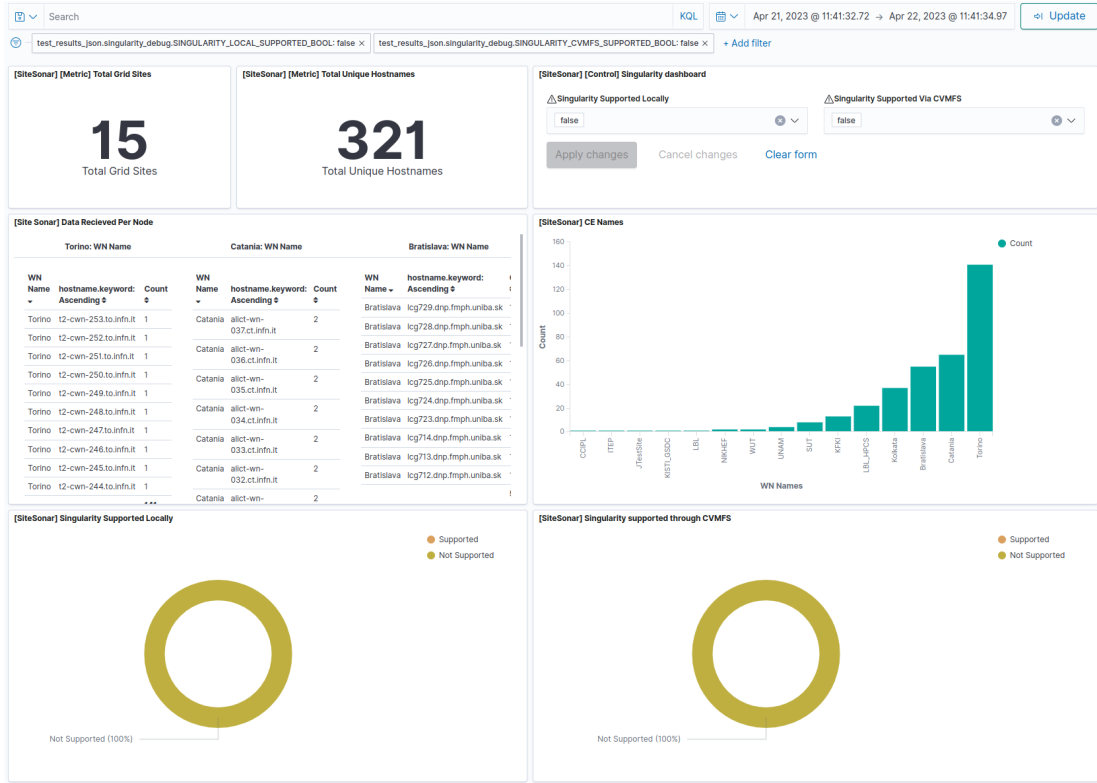 Search KQL Apr 21, 2023 @ 11:41:32.72 → Apr 22, 2023 @ 11:41:34.97 Update
test_results_json.singularity_debug.SINGULARITY_LOCAL_SUPPORTED_BOOL: false × test_results_json.singularity_debug.SINGULARITY_CVMFS_SUPPORTED_BOOL: false × + Add filter
[SiteSonar] [Metric] Total Grid Sites
15
Total Grid Sites
[SiteSonar] [Metric] Total Unique Hostnames
321
Total Unique Hostnames
[SiteSonar] [Control] Singularity dashboard
Singularity Supported Locally
false
Singularity Supported Via CVMFS
false
Apply changes Cancel changes Clear form
[Site Sonar] Data Recieved Per Node
Torino: WN Name
WN Name hostname.keyword: Ascending Count
Torino t2-cwn-253.to.infn.it 1
Torino t2-cwn-252.to.infn.it 1
Torino t2-cwn-251.to.infn.it 1
Torino t2-cwn-250.to.infn.it 1
Torino t2-cwn-249.to.infn.it 1
Torino t2-cwn-248.to.infn.it 1
Torino t2-cwn-247.to.infn.it 1
Torino t2-cwn-246.to.infn.it 1
Torino t2-cwn-245.to.infn.it 1
Torino t2-cwn-244.to.infn.it 1
Catania: WN Name
WN Name hostname.keyword: Ascending Count
Catania alict-wn-037.ct.infn.it 2
Catania alict-wn-036.ct.infn.it 2
Catania alict-wn-035.ct.infn.it 2
Catania alict-wn-034.ct.infn.it 2
Catania alict-wn-033.ct.infn.it 2
Catania alict-wn-032.ct.infn.it 2
Catania alict-wn- 2
Bratislava: WN Name
WN Name hostname.keyword: Ascending
Bratislava lcg729.dnp.fmph.uniba.sk
Bratislava lcg728.dnp.fmph.uniba.sk
Bratislava lcg727.dnp.fmph.uniba.sk
Bratislava lcg726.dnp.fmph.uniba.sk
Bratislava lcg725.dnp.fmph.uniba.sk
Bratislava lcg724.dnp.fmph.uniba.sk
Bratislava lcg723.dnp.fmph.uniba.sk
Bratislava lcg714.dnp.fmph.uniba.sk
Bratislava lcg713.dnp.fmph.uniba.sk
Bratislava lcg712.dnp.fmph.uniba.sk
[SiteSonar] CE Names
Count
160
140
120
100
80
60
40
20
0
Count
CCIPL
ITEP
JTestSite
KISTI_GSDC
LBL
NIKHEF
WUT
UNAM
SUT
KFKI
LBL_HPCS
Kolkata
Bratislava
Catania
Torino
WN Names
[SiteSonar] Singularity Supported Locally
Supported
Not Supported
Not Supported (100%)
[SiteSonar] Singularity supported through CVMFS
Supported
Not Supported
Not Supported (100%)